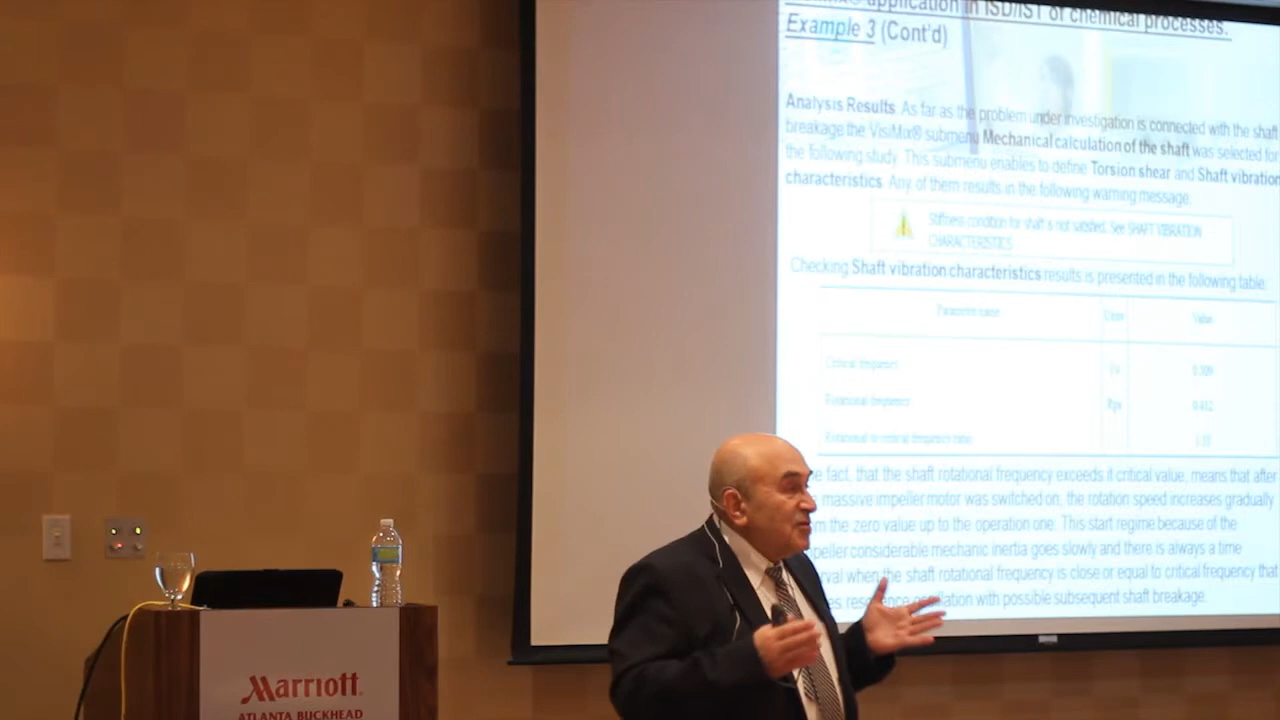 application in ISD/IST of chemical processes.
Example 3 (Cont'd)
Analysis Results. As far as the problem under investigation is connected with the shaft
breakage the VisiMix® submenu Mechanical calculation of the shaft was selected for
the following study. This submenu enables to define Torsion shear and Shaft vibration
characteristics. Any of them results in the following warning message:
Stiffness condition for shaft is not satisfied. See SHAFT VIBRATION
CHARACTERISTICS.
Checking Shaft vibration characteristics results is presented in the following table.
Parameter name Units Value
Critical frequency 0.309
Rotational frequency Rps 0.412
Rotational to critical frequency ratio 1.33
fact, that the shaft rotational frequency exceeds it critical value, means that after
massive impeller motor was switched on, the rotation speed increases gradually
the zero value up to the operation one. This start regime because of the
considerable mechanic inertia goes slowly and there is always a time
when the shaft rotational frequency is close or equal to critical frequency that
with possible subsequent shaft breakage.
Marriott
ATLANTA BUCKHEAD